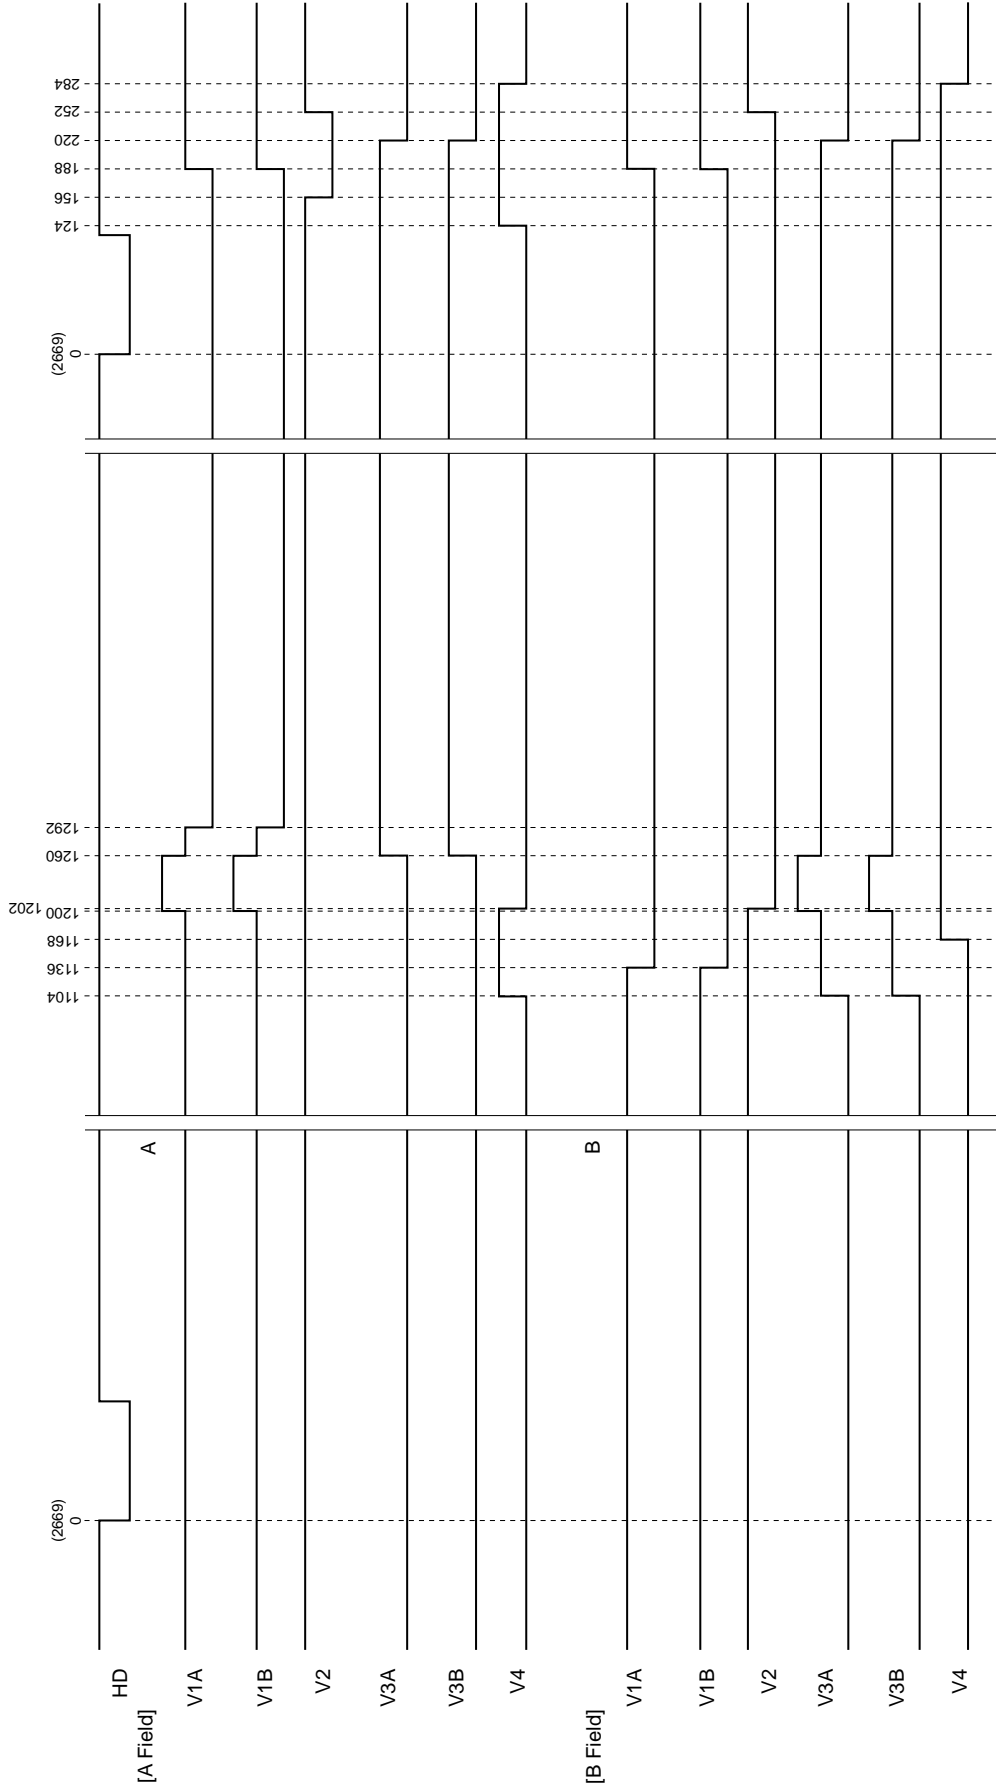 (2669)
0
1104
1136
1168
1200
1202
1260
1292
(2669)
0
124
156
188
220
252
284
HD
[A Field]
A
V1A
V1B
V2
V3A
V3B
V4
[B Field]
B
V1A
V1B
V2
V3A
V3B
V4